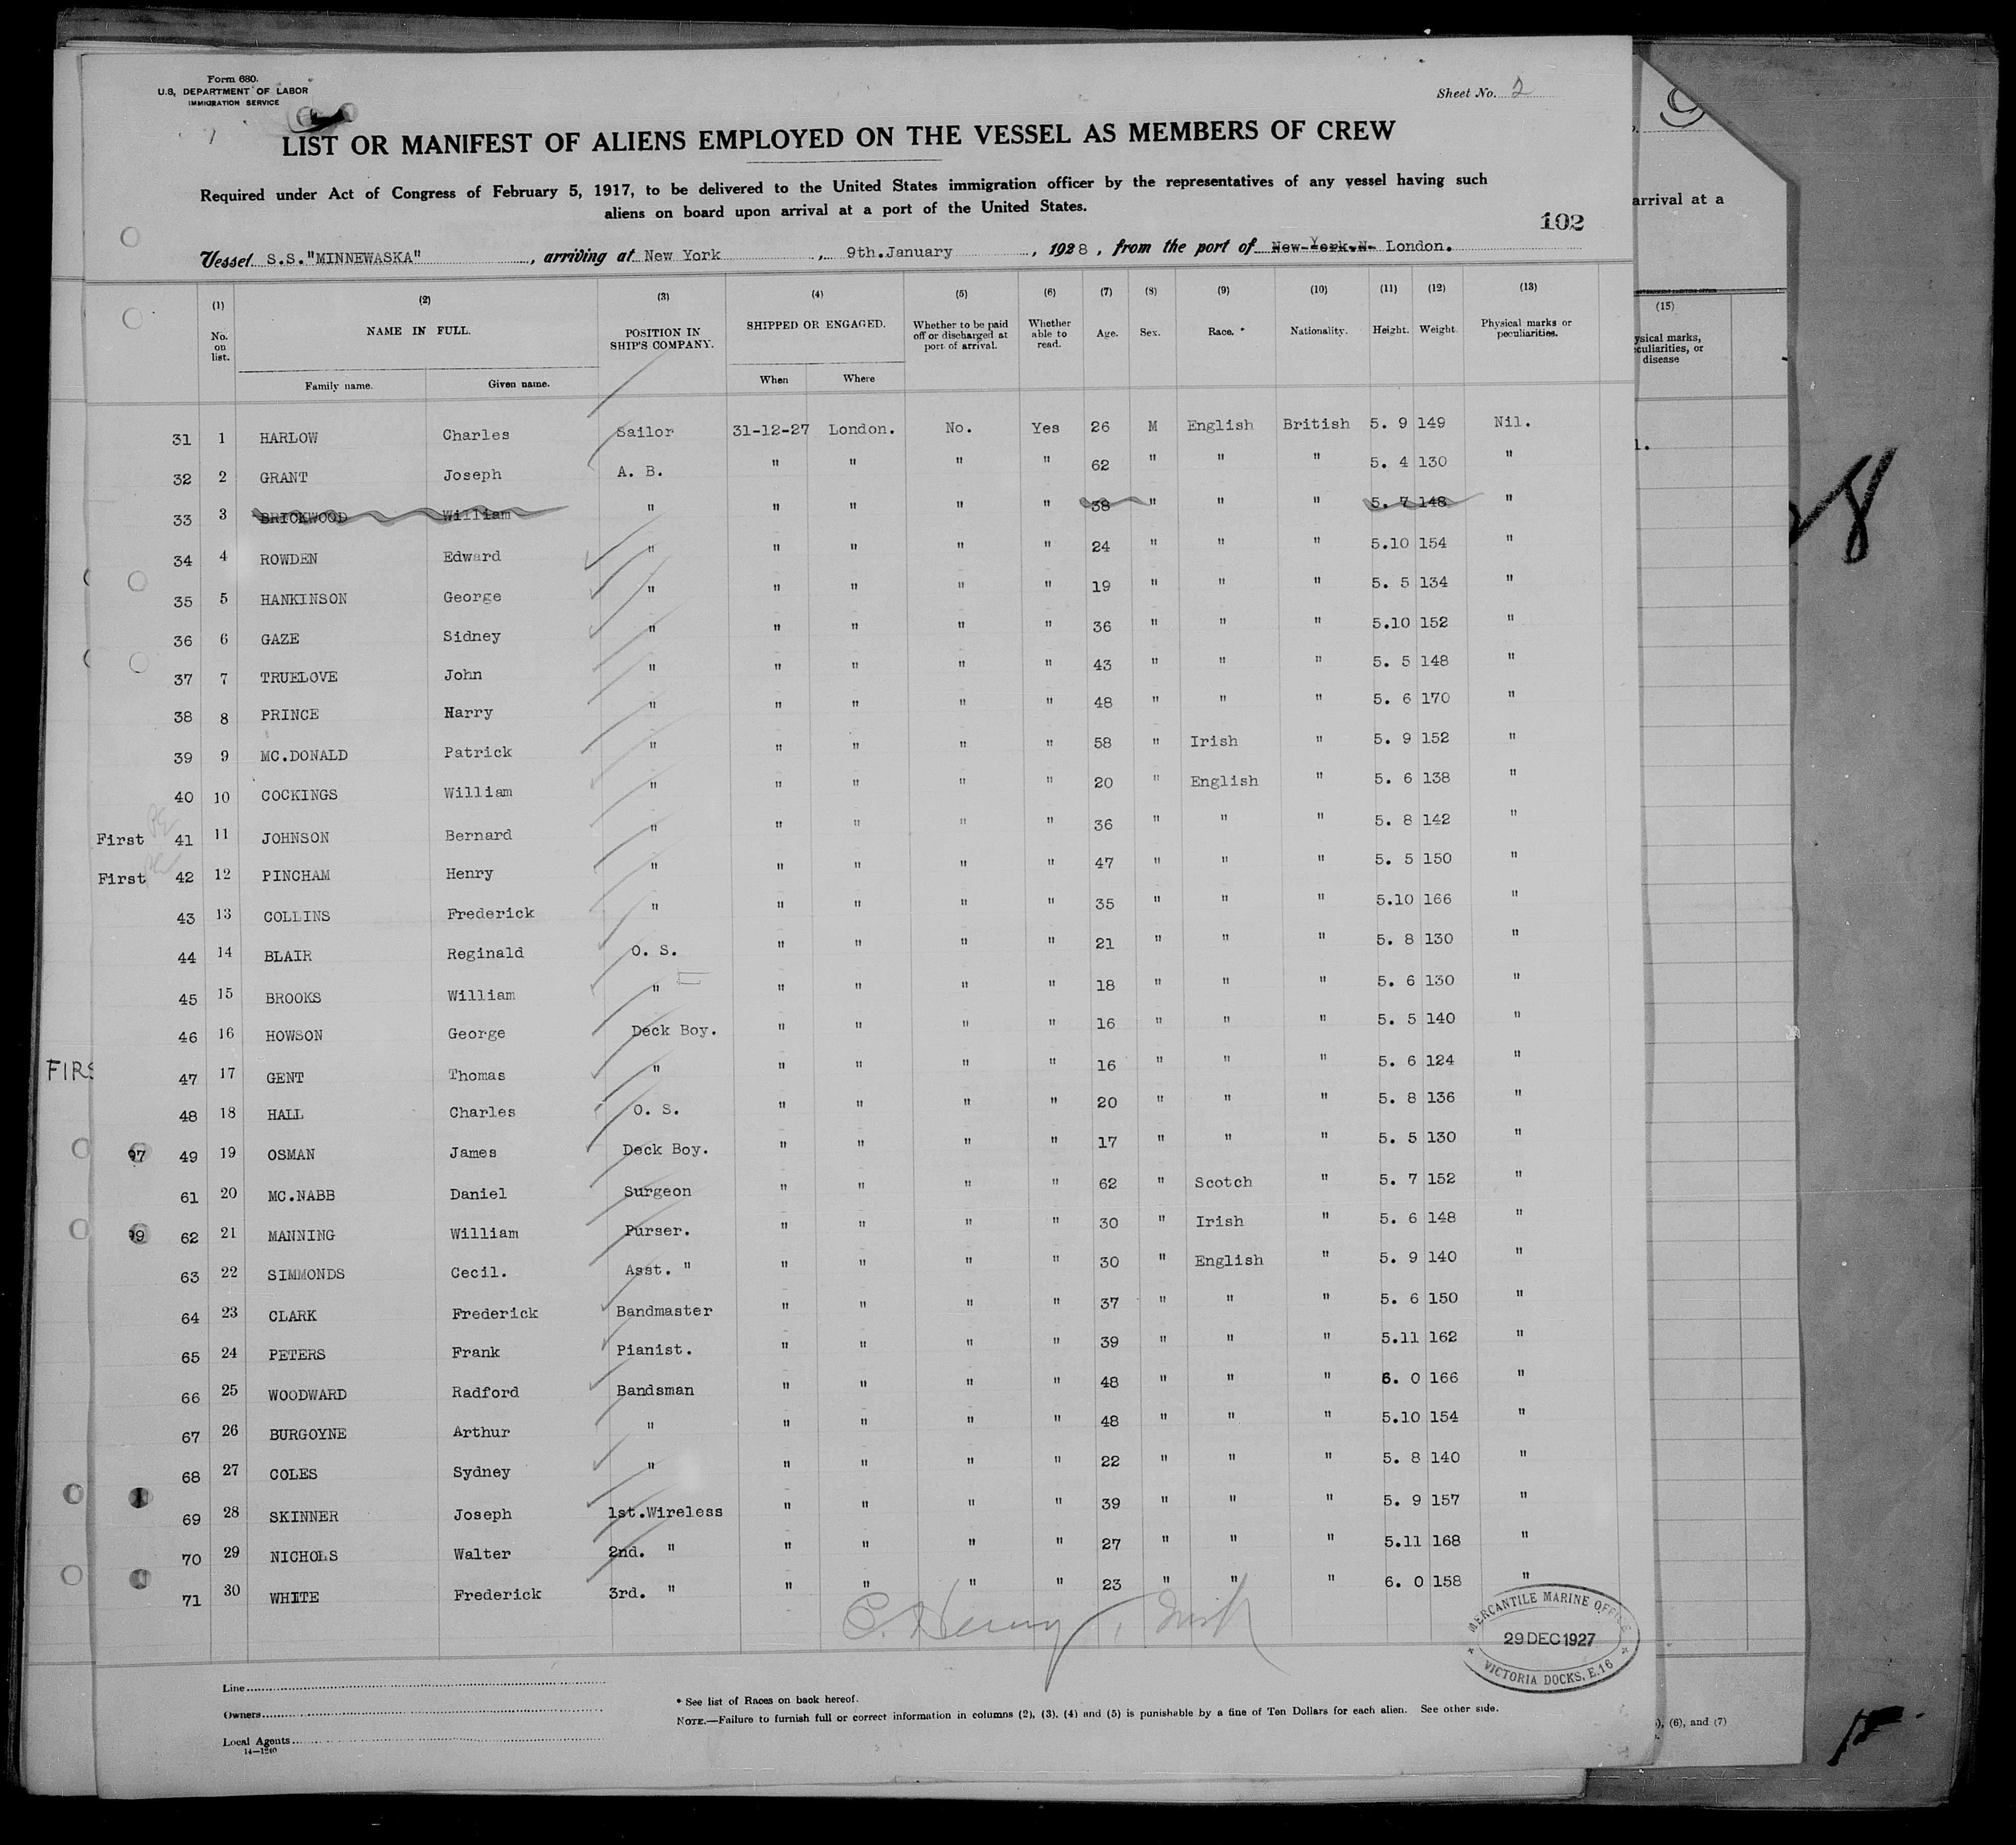 Form 680.
U.S. DEPARTMENT OF LABOR
IMMIGRATION SERVICE
Sheet No. 2
LIST OR MANIFEST OF ALIENS EMPLOYED ON THE VESSEL AS MEMBERS OF CREW
Required under Act of Congress of February 5, 1917, to be delivered to the United States immigration officer by the representatives of any vessel having such
aliens on board upon arrival at a port of the United States.
102
Vessel S.S."MINNEWASKA", arriving at New York, 9th.January, 1928, from the port of New York.N. London.
(1) (2) (3) (4) (5) (6) (7) (8) (9) (10) (11) (12) (13)
No. on list. NAME IN FULL. POSITION IN SHIP'S COMPANY. SHIPPED OR ENGAGED. Whether to be paid off or discharged at port of arrival. Whether able to read. Age. Sex. Race. * Nationality. Height. Weight. Physical marks or peculiarities.
Family name. Given name. When Where
31 1 HARLOW Charles Sailor 31-12-27 London. No. Yes 26 M English British 5. 9 149 Nil.
32 2 GRANT Joseph A. B. " " " " 62 " " " 5. 4 130 "
33 3 BRICKWOOD William " " " " " 38 " " " 5. 7 148 "
34 4 ROWDEN Edward " " " " " 24 " " " 5.10 154 "
35 5 HANKINSON George " " " " " 19 " " " 5. 5 134 "
36 6 GAZE Sidney " " " " " 36 " " " 5.10 152 "
37 7 TRUELOVE John " " " " " 43 " " " 5. 5 148 "
38 8 PRINCE Harry " " " " " 48 " " " 5. 6 170 "
39 9 MC.DONALD Patrick " " " " " 58 " Irish " 5. 9 152 "
40 10 COCKINGS William " " " " " 20 " English " 5. 6 138 "
First 41 11 JOHNSON Bernard " " " " " 36 " " " 5. 8 142 "
First 42 12 PINCHAM Henry " " " " " 47 " " " 5. 5 150 "
43 13 COLLINS Frederick " " " " " 35 " " " 5.10 166 "
44 14 BLAIR Reginald O. S. " " " " 21 " " " 5. 8 130 "
45 15 BROOKS William " " " " " 18 " " " 5. 6 130 "
46 16 HOWSON George Deck Boy. " " " " 16 " " " 5. 5 140 "
47 17 GENT Thomas " " " " " 16 " " " 5. 6 124 "
48 18 HALL Charles O. S. " " " " 20 " " " 5. 8 136 "
49 19 OSMAN James Deck Boy. " " " " 17 " " " 5. 5 130 "
61 20 MC.NABB Daniel Surgeon " " " " 62 " Scotch " 5. 7 152 "
62 21 MANNING William Purser. " " " " 30 " Irish " 5. 6 148 "
63 22 SIMMONDS Cecil. Asst. " " " " " 30 " English " 5. 9 140 "
64 23 CLARK Frederick Bandmaster " " " " 37 " " " 5. 6 150 "
65 24 PETERS Frank Pianist. " " " " 39 " " " 5.11 162 "
66 25 WOODWARD Radford Bandsman " " " " 48 " " " 6. 0 166 "
67 26 BURGOYNE Arthur " " " " " 48 " " " 5.10 154 "
68 27 COLES Sydney " " " " " 22 " " " 5. 8 140 "
69 28 SKINNER Joseph 1st.Wireless " " " " 39 " " " 5. 9 157 "
70 29 NICHOLS Walter 2nd. " " " " " 27 " " " 5.11 168 "
71 30 WHITE Frederick 3rd. " " " " " 23 " " " 6. 0 158 "
MERCANTILE MARINE OFFICE
29 DEC 1927
VICTORIA DOCKS, E.16
Line
Owners
Local Agents
14—1240
* See list of Races on back hereof.
NOTE.—Failure to furnish full or correct information in columns (2), (3), (4) and (5) is punishable by a fine of Ten Dollars for each alien. See other side.
arrival at a
(15)
disease
(6), and (7)